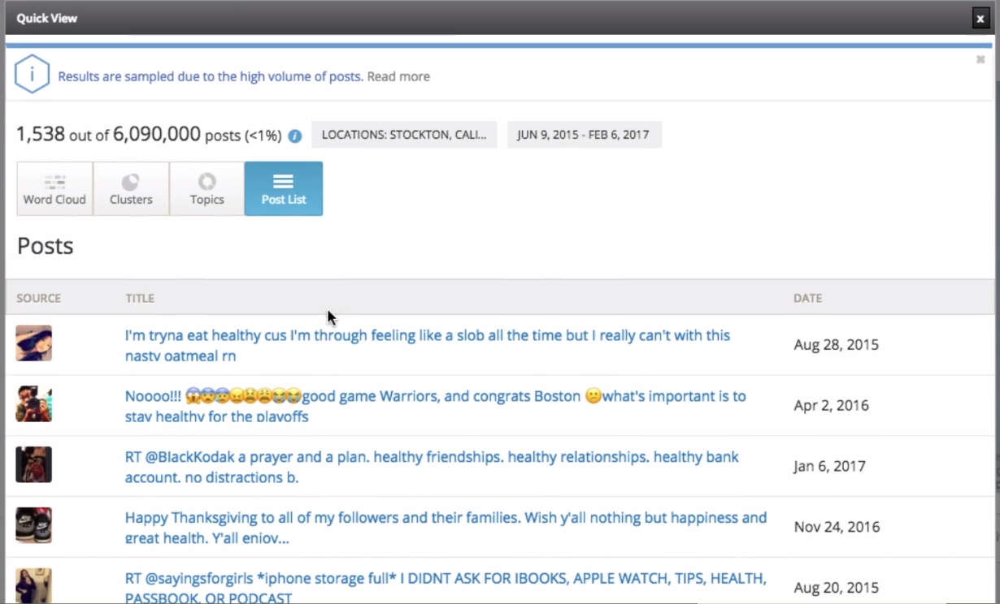 Quick View
x
Results are sampled due to the high volume of posts. Read more
1,538 out of 6,090,000 posts (<1%) i LOCATIONS: STOCKTON, CALI... JUN 9, 2015 - FEB 6, 2017
Word Cloud Clusters Topics Post List
Posts
SOURCE TITLE DATE
I'm tryna eat healthy cus I'm through feeling like a slob all the time but I really can't with this
nasty oatmeal rn
Aug 28, 2015
Noooo!!! 😱😨😰😖😫😩😭😭good game Warriors, and congrats Boston 😕what's important is to
stay healthy for the playoffs
Apr 2, 2016
RT @BlackKodak a prayer and a plan. healthy friendships. healthy relationships. healthy bank
account. no distractions b.
Jan 6, 2017
Happy Thanksgiving to all of my followers and their families. Wish y'all nothing but happiness and
great health. Y'all enjoy...
Nov 24, 2016
RT @sayingsforgirls *iphone storage full* I DIDNT ASK FOR IBOOKS, APPLE WATCH, TIPS, HEALTH,
PASSBOOK, OR PODCAST
Aug 20, 2015